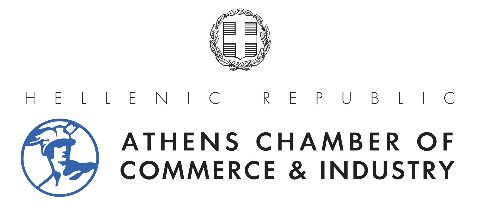 HELLENIC REPUBLIC
ATHENS CHAMBER OF
COMMERCE & INDUSTRY